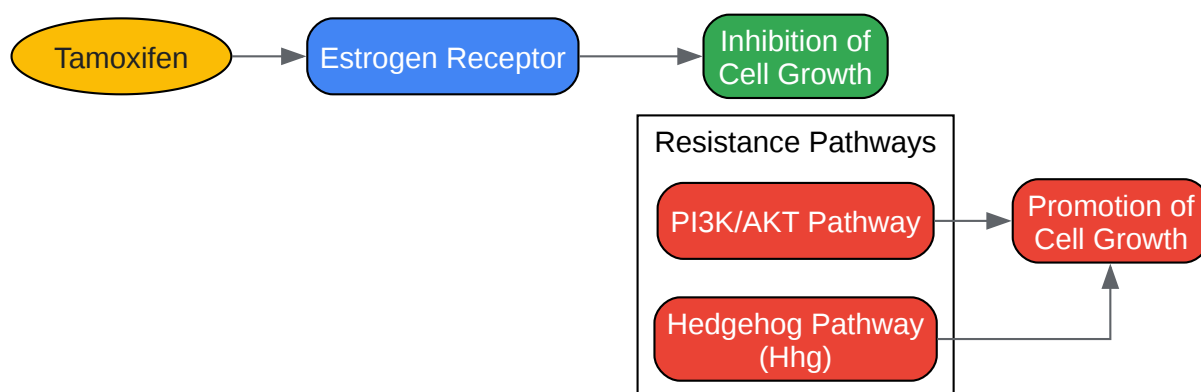 Tamoxifen
Estrogen Receptor
Inhibition of
Cell Growth
Resistance Pathways
PI3K/AKT Pathway
Promotion of
Cell Growth
Hedgehog Pathway
(Hhg)